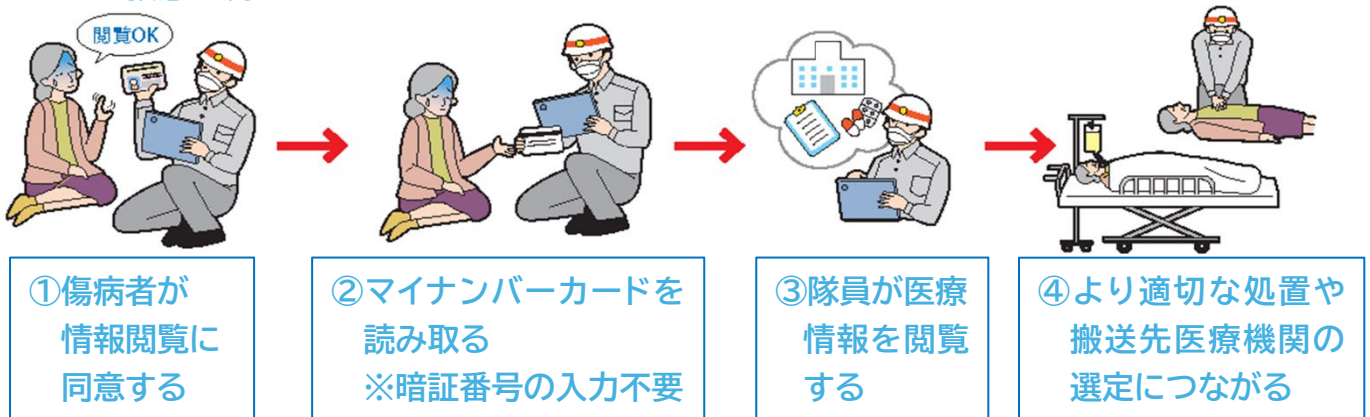 閲覧OK
①傷病者が
情報閲覧に
同意する
②マイナンバーカードを
読み取る
※暗証番号の入力不要
③隊員が医療
情報を閲覧
する
④より適切な処置や
搬送先医療機関の
選定につながる